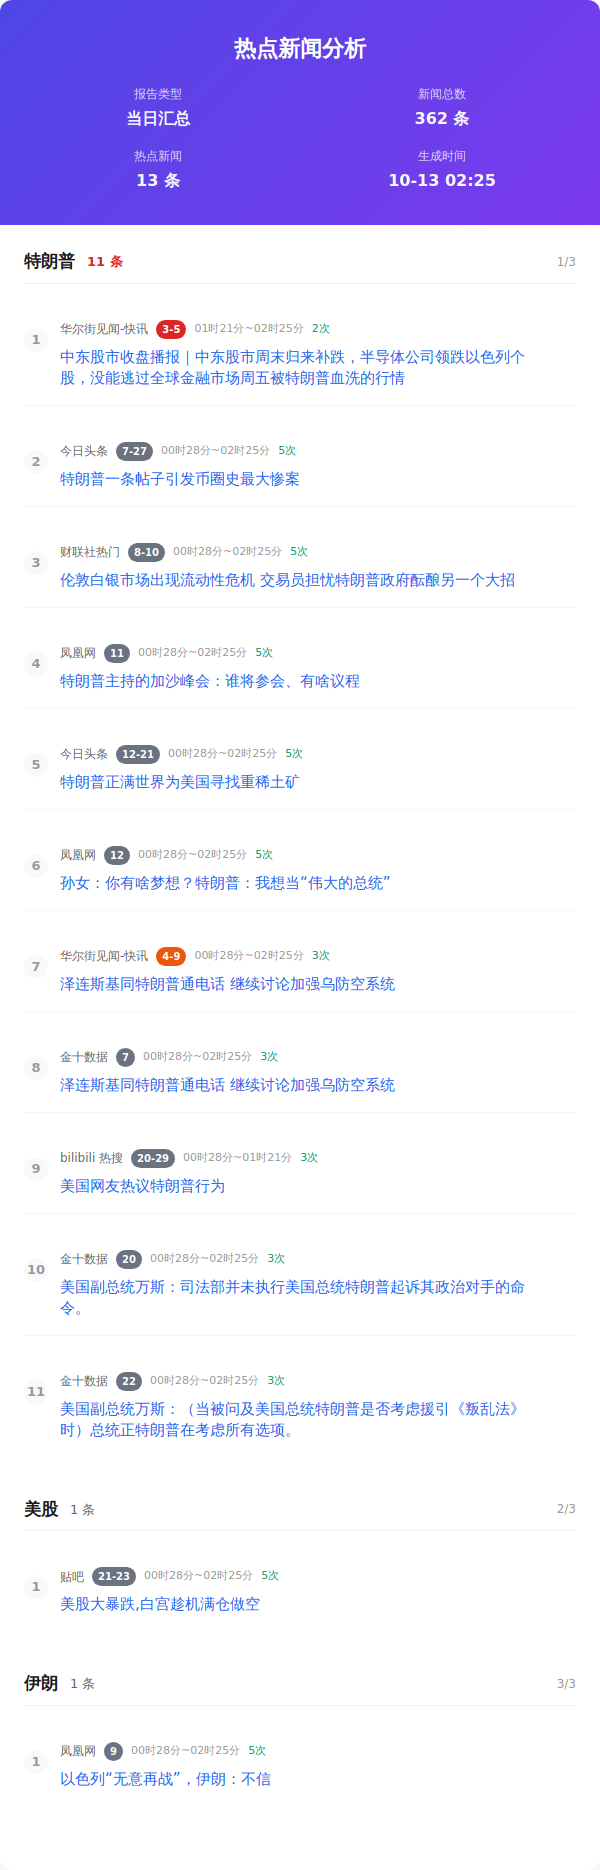 热点新闻分析
报告类型
新闻总数
当日汇总
362 条
热点新闻
生成时间
13 条
10-13 02:25
特朗普 11 条 1/3
1
华尔街见闻-快讯 3-5 01时21分~02时25分 2次
中东股市收盘播报｜中东股市周末归来补跌，半导体公司领跌以色列个
股，没能逃过全球金融市场周五被特朗普血洗的行情
2
今日头条 7-27 00时28分~02时25分 5次
特朗普一条帖子引发币圈史最大惨案
3
财联社热门 8-10 00时28分~02时25分 5次
伦敦白银市场出现流动性危机 交易员担忧特朗普政府酝酿另一个大招
4
凤凰网 11 00时28分~02时25分 5次
特朗普主持的加沙峰会：谁将参会、有啥议程
5
今日头条 12-21 00时28分~02时25分 5次
特朗普正满世界为美国寻找重稀土矿
6
凤凰网 12 00时28分~02时25分 5次
孙女：你有啥梦想？特朗普：我想当“伟大的总统”
7
华尔街见闻-快讯 4-9 00时28分~02时25分 3次
泽连斯基同特朗普通电话 继续讨论加强乌防空系统
8
金十数据 7 00时28分~02时25分 3次
泽连斯基同特朗普通电话 继续讨论加强乌防空系统
9
bilibili 热搜 20-29 00时28分~01时21分 3次
美国网友热议特朗普行为
10
金十数据 20 00时28分~02时25分 3次
美国副总统万斯：司法部并未执行美国总统特朗普起诉其政治对手的命
令。
11
金十数据 22 00时28分~02时25分 3次
美国副总统万斯：（当被问及美国总统特朗普是否考虑援引《叛乱法》
时）总统正特朗普在考虑所有选项。
美股 1 条 2/3
1
贴吧 21-23 00时28分~02时25分 5次
美股大暴跌,白宫趁机满仓做空
伊朗 1 条 3/3
1
凤凰网 9 00时28分~02时25分 5次
以色列“无意再战”，伊朗：不信